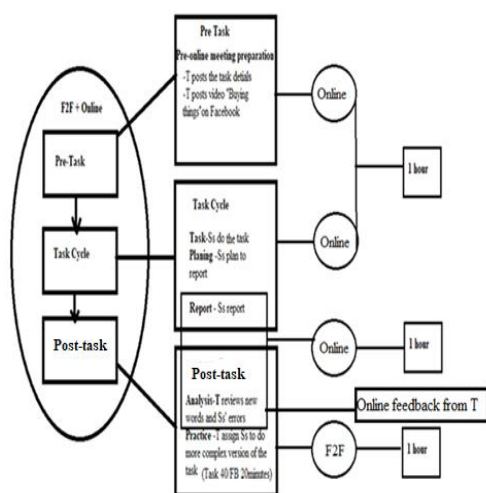 Pre Task
Pre-online meeting preparation
-T posts the task detials
-T posts video "Buying
things"on Facebook
Online
F2F + Online
Pre-Task
1 hour
Task Cycle
Task-Ss do the task
Planing -Ss plan to
report
Online
Task Cycle
Report - Ss report
Post-task
Online
1 hour
Post-task
Analysis-T reviews new
words and Ss' errors
Online feedback from T
Practice -T assign Ss to do
more complex version of the
task
(Task 40/FB 20minutes)
F2F
1 hour